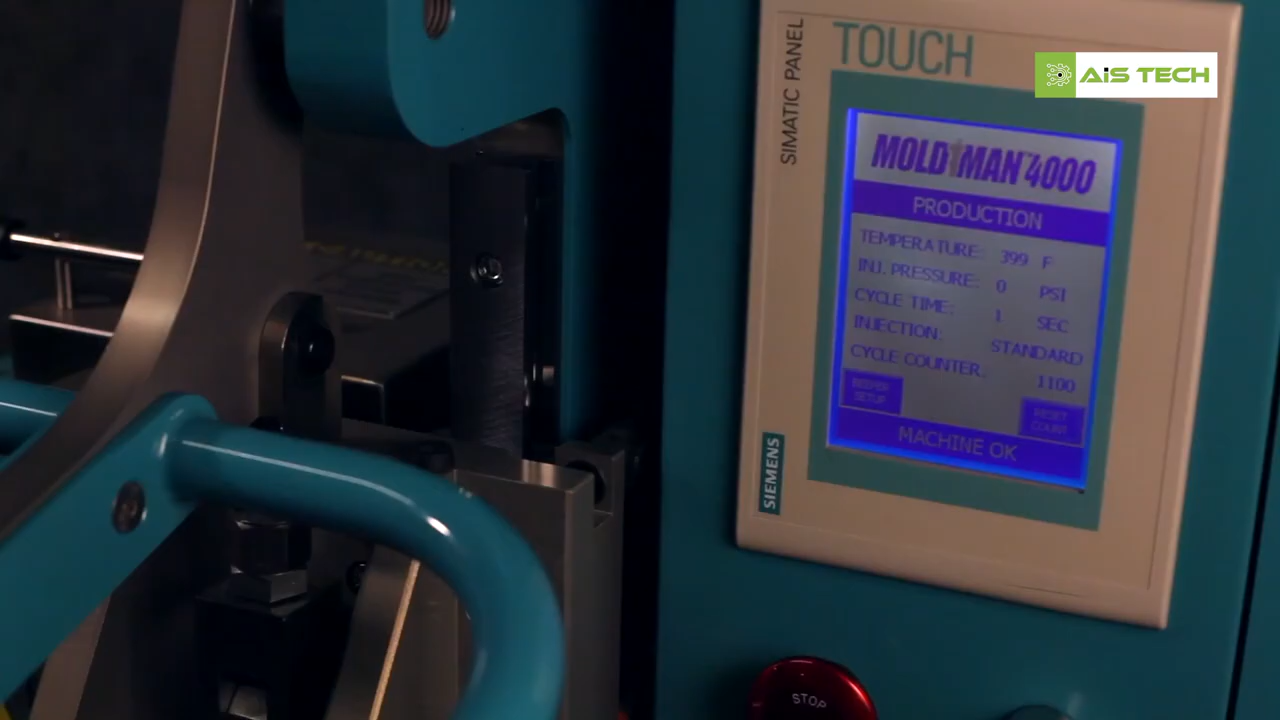 SIMATIC PANEL
TOUCH
AiS TECH
MOLDMAN 4000
PRODUCTION
TEMPERATURE: 399 F
INJ. PRESSURE: 0 PSI
CYCLE TIME: 1 SEC
INJECTION: STANDARD
CYCLE COUNTER. 1100
SETUP
RESET
COUNT
MACHINE OK
SIEMENS
STOP